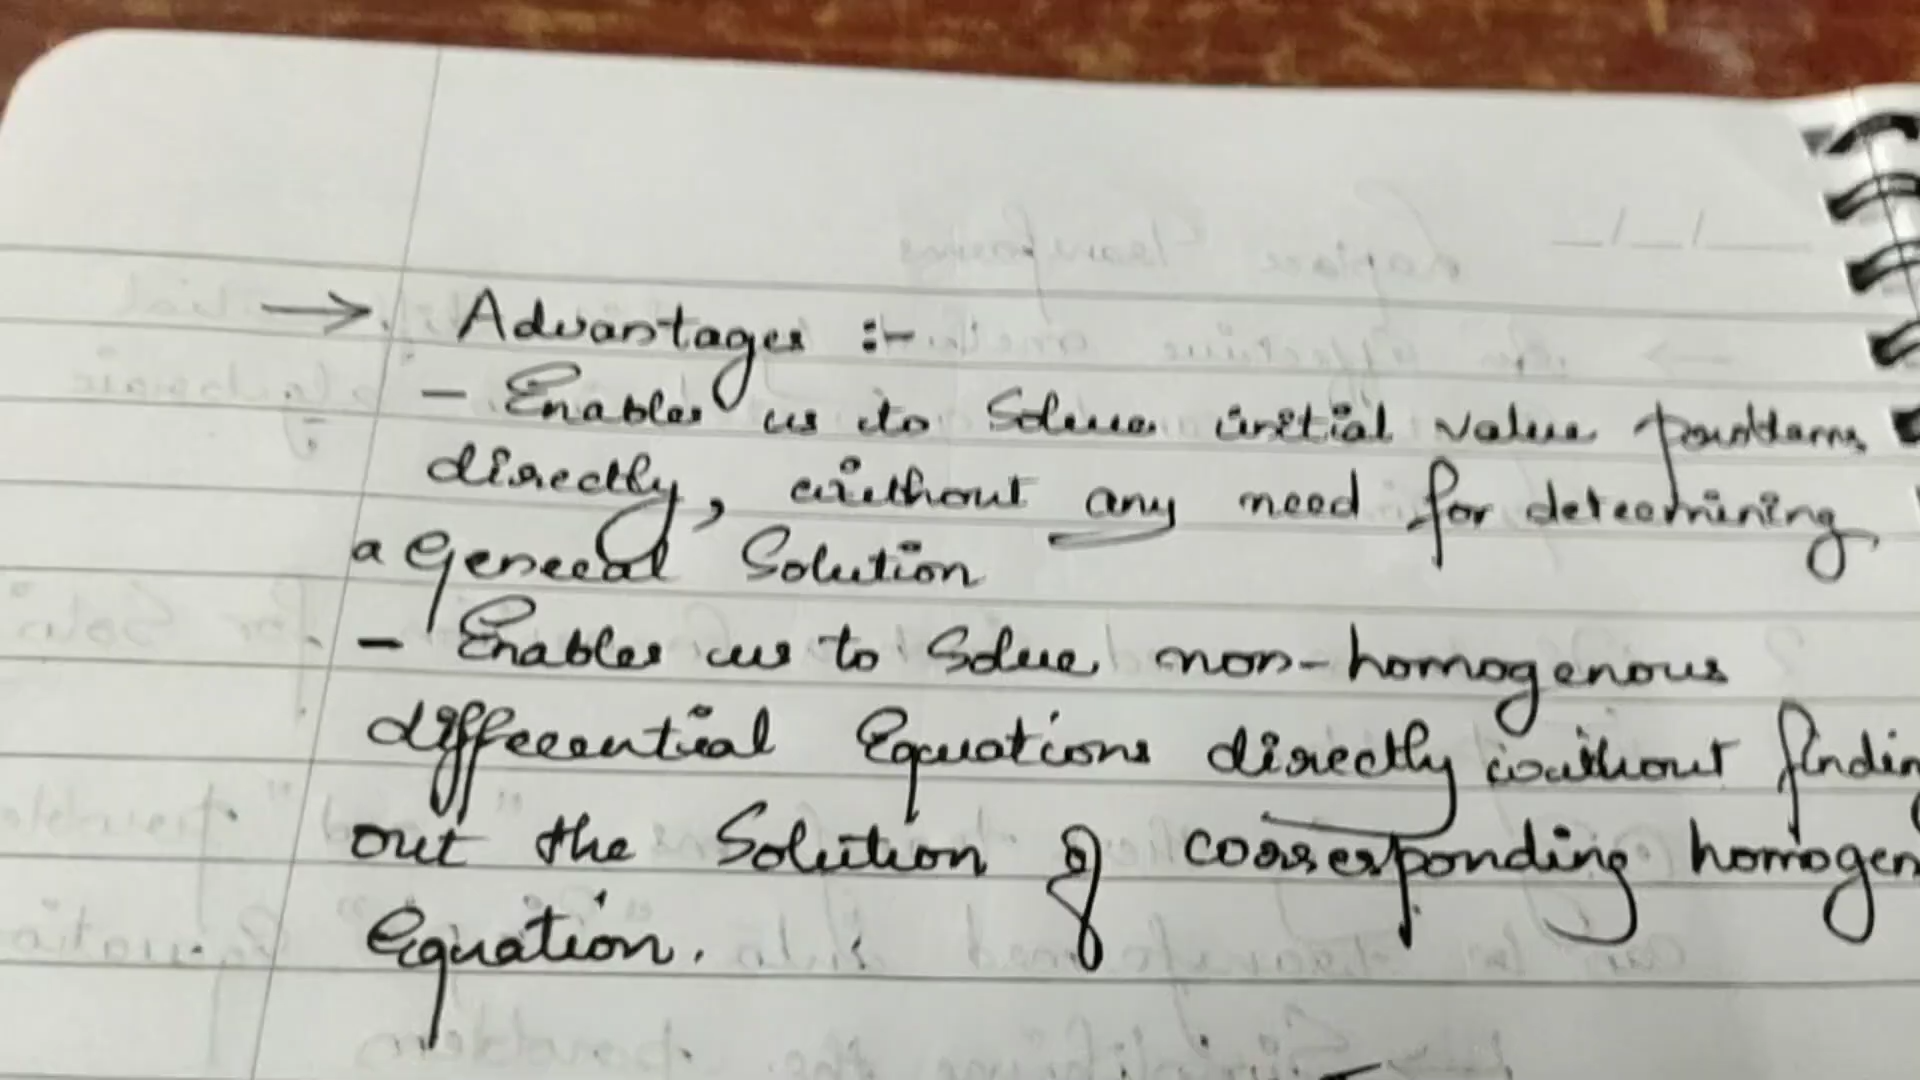 → Advantages :-
- Enables us to Solve initial value problems
directly, without any need for determining
a General Solution
- Enables us to Solve non-homogenous
differential Equations directly without findin
out the Solution of corresponding homogen
Equation.